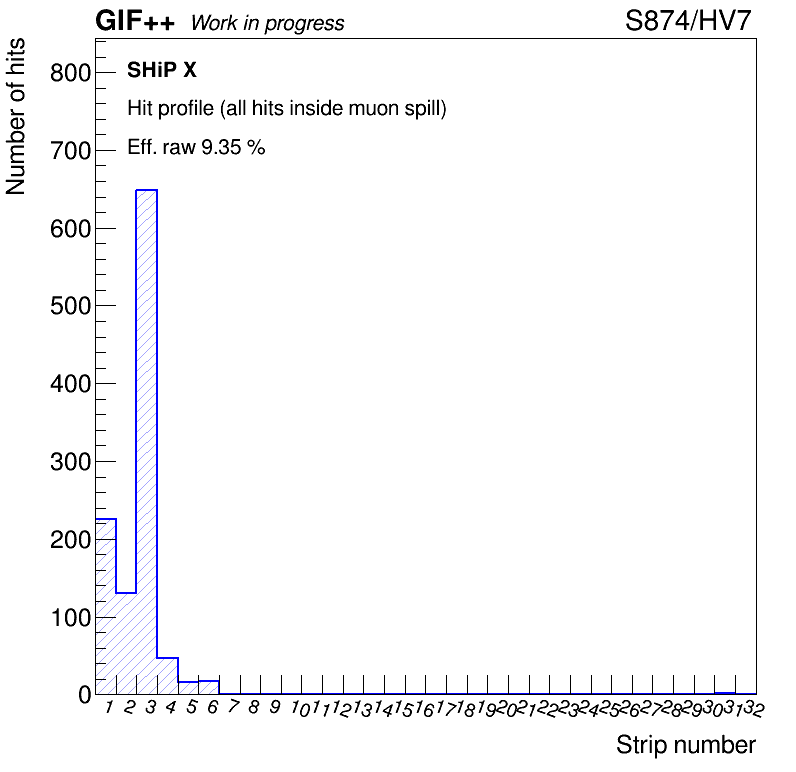 GIF++ Work in progress S874/HV7
Number of hits
SHiP X
Hit profile (all hits inside muon spill)
Eff. raw 9.35 %
800
700
600
500
400
300
200
100
0
1 2 3 4 5 6 7 8 9 10 11 12 13 14 15 16 17 18 19 20 21 22 23 24 25 26 27 28 29 30 31 32
Strip number